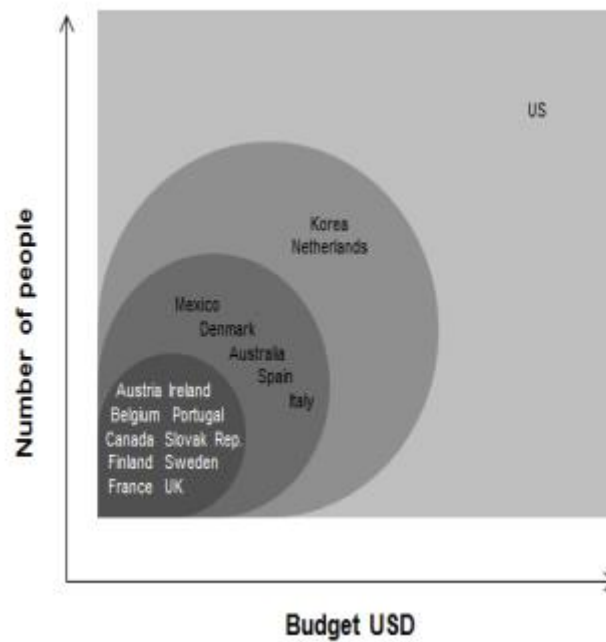 Number of people
US
Korea
Netherlands
Mexico
Denmark
Australia
Spain
Italy
Austria Ireland
Belgium Portugal
Canada Slovak Rep.
Finland Sweden
France UK
Budget USD